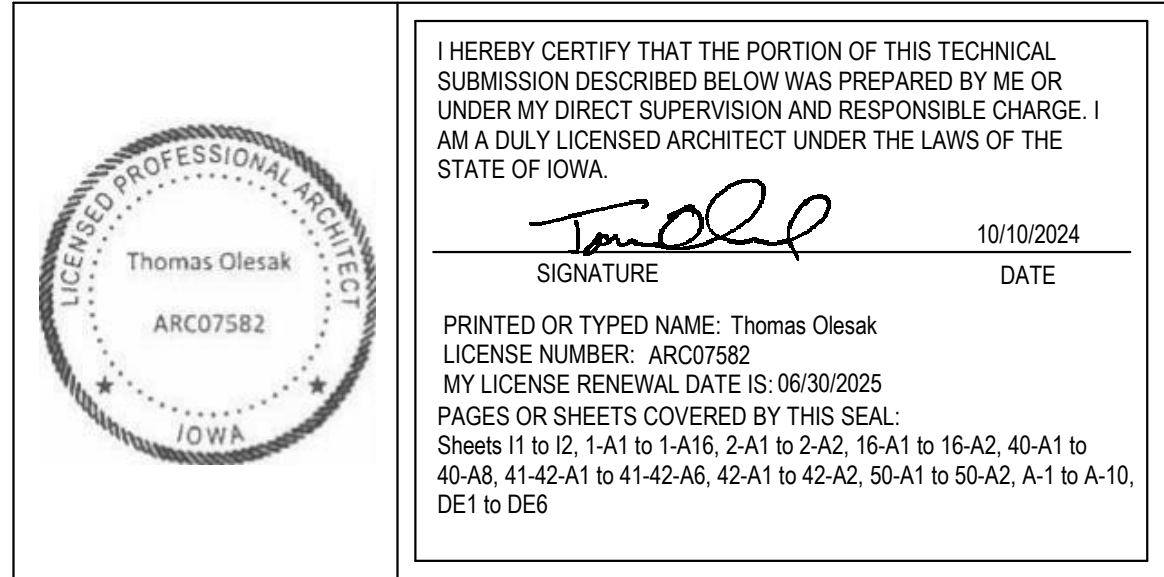 LICENSED PROFESSIONAL ARCHITECT
Thomas Olesak
ARC07582
IOWA
I HEREBY CERTIFY THAT THE PORTION OF THIS TECHNICAL
SUBMISSION DESCRIBED BELOW WAS PREPARED BY ME OR
UNDER MY DIRECT SUPERVISION AND RESPONSIBLE CHARGE. I
AM A DULY LICENSED ARCHITECT UNDER THE LAWS OF THE
STATE OF IOWA.
10/10/2024
SIGNATURE DATE
PRINTED OR TYPED NAME: Thomas Olesak
LICENSE NUMBER: ARC07582
MY LICENSE RENEWAL DATE IS: 06/30/2025
PAGES OR SHEETS COVERED BY THIS SEAL:
Sheets I1 to I2, 1-A1 to 1-A16, 2-A1 to 2-A2, 16-A1 to 16-A2, 40-A1 to
40-A8, 41-42-A1 to 41-42-A6, 42-A1 to 42-A2, 50-A1 to 50-A2, A-1 to A-10,
DE1 to DE6